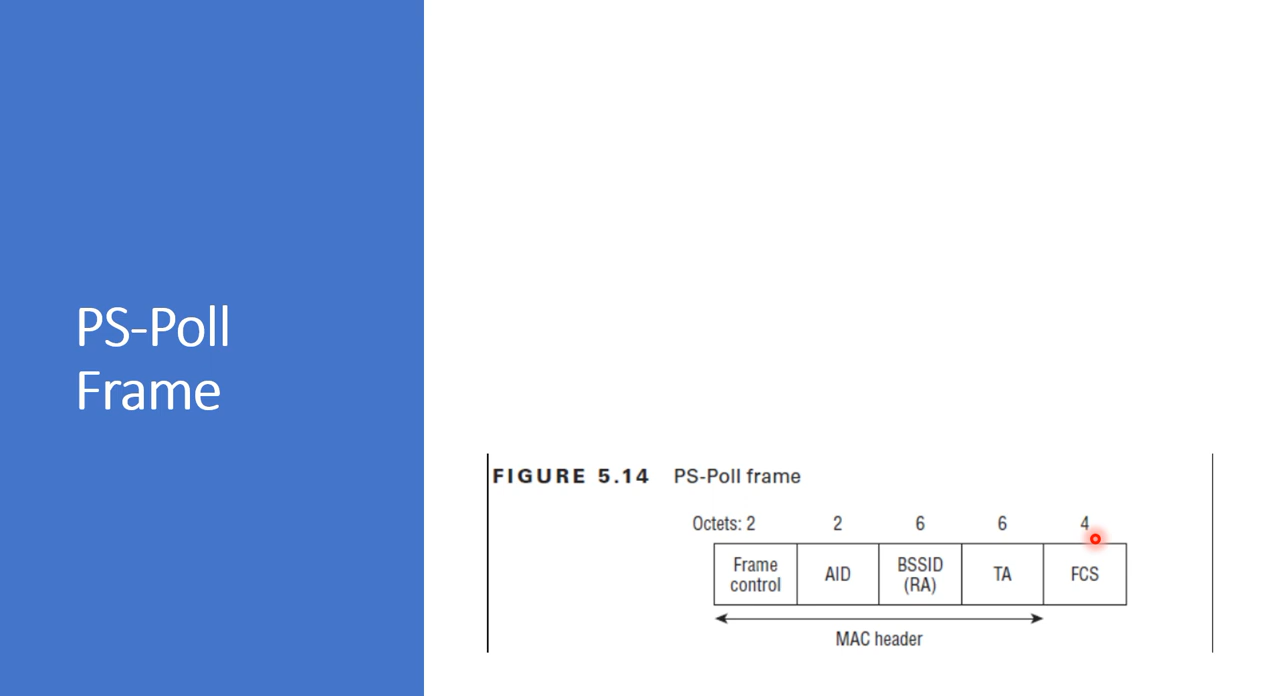 PS-Poll
Frame
FIGURE 5.14 PS-Poll frame
Octets: 2 2 6 6 4
Frame control AID BSSID (RA) TA FCS
MAC header